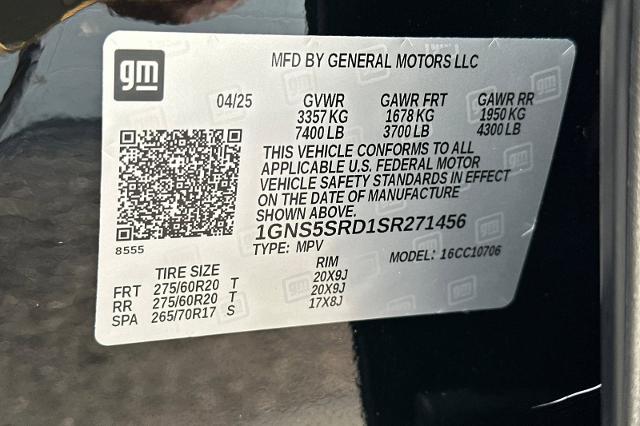 gm
MFD BY GENERAL MOTORS LLC
04/25 GVWR GAWR FRT GAWR RR
3357 KG 1678 KG 1950 KG
7400 LB 3700 LB 4300 LB
THIS VEHICLE CONFORMS TO ALL
APPLICABLE U.S. FEDERAL MOTOR
VEHICLE SAFETY STANDARDS IN EFFECT
ON THE DATE OF MANUFACTURE
SHOWN ABOVE.
1GNS5SRD1SR271456
8555 TYPE: MPV MODEL: 16CC10706
TIRE SIZE RIM
FRT 275/60R20 T 20X9J
RR 275/60R20 T 20X9J
SPA 265/70R17 S 17X8J